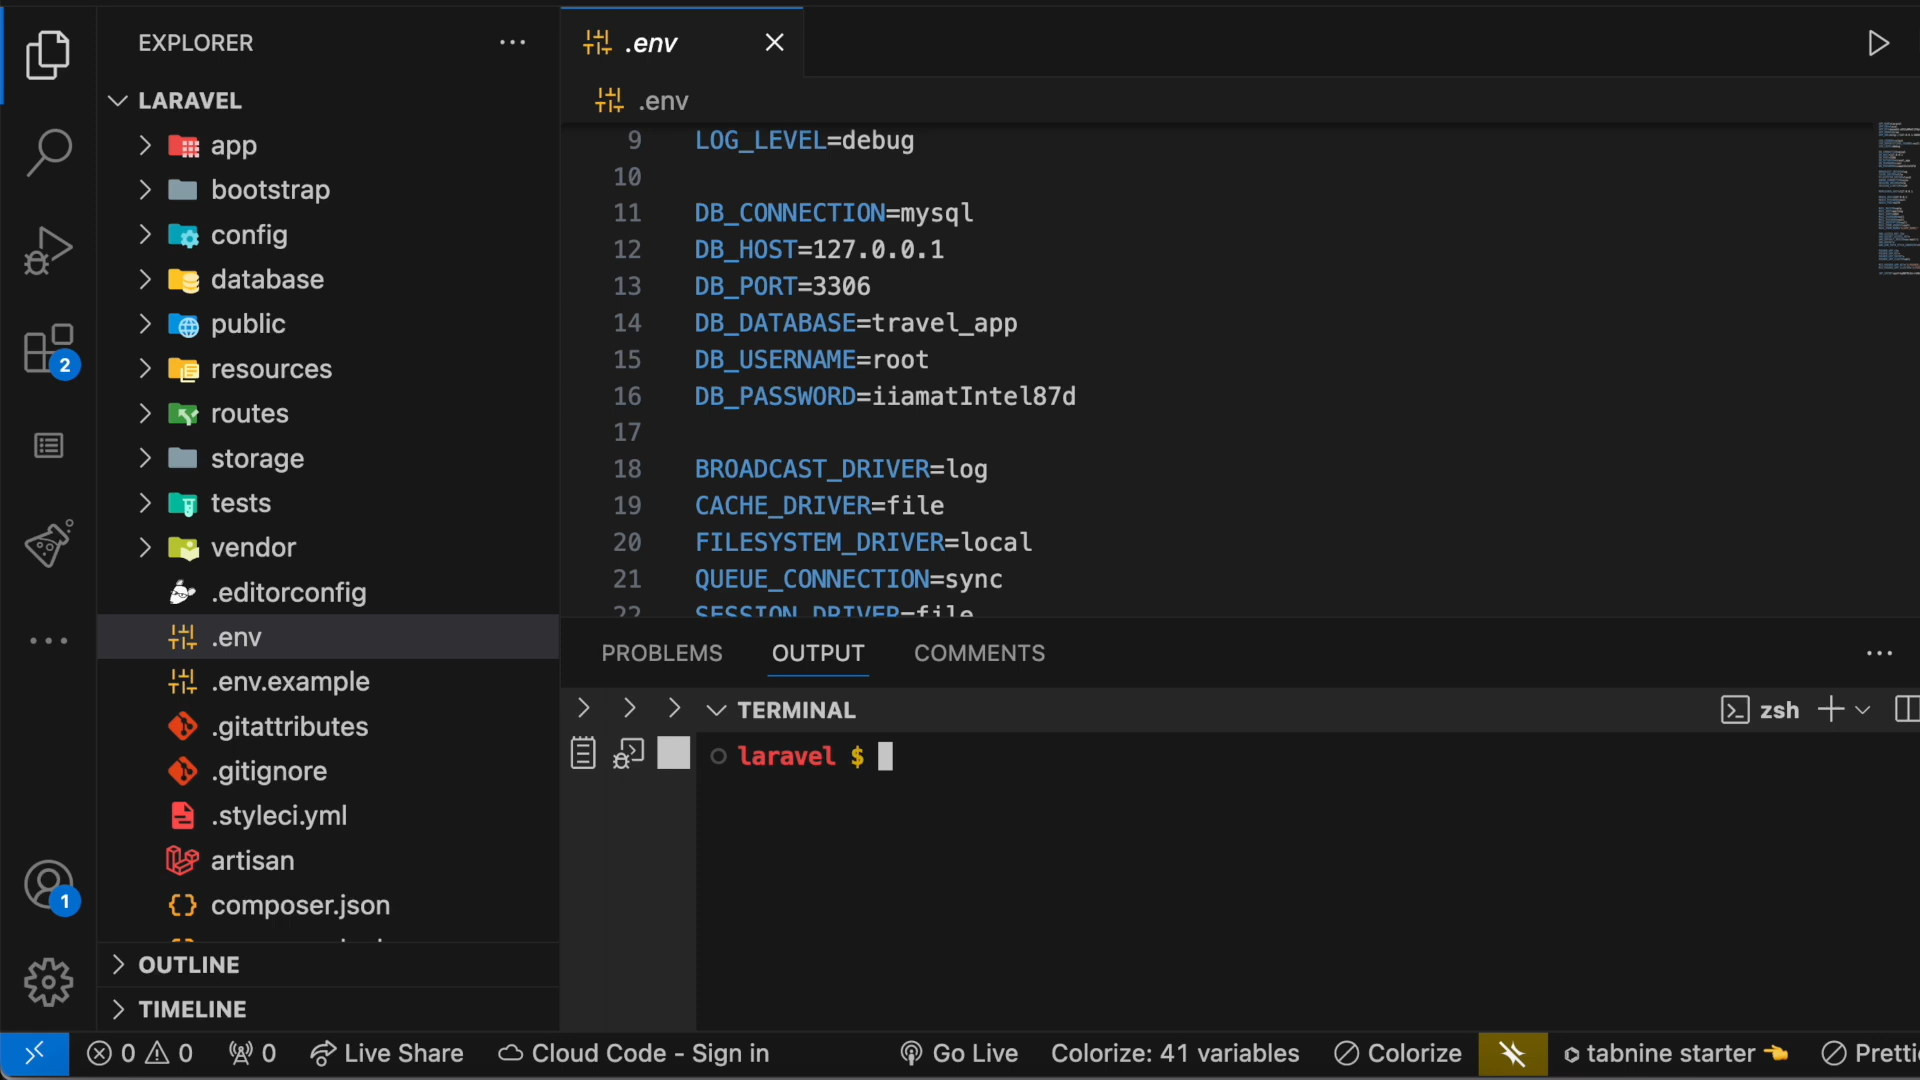 EXPLORER
LARAVEL
app
bootstrap
config
database
public
resources
routes
storage
tests
vendor
.editorconfig
.env
.env.example
.gitattributes
.gitignore
.styleci.yml
artisan
composer.json
OUTLINE
TIMELINE
2
1
.env
.env
9 LOG_LEVEL=debug
10
11 DB_CONNECTION=mysql
12 DB_HOST=127.0.0.1
13 DB_PORT=3306
14 DB_DATABASE=travel_app
15 DB_USERNAME=root
16 DB_PASSWORD=iiamatIntel87d
17
18 BROADCAST_DRIVER=log
19 CACHE_DRIVER=file
20 FILESYSTEM_DRIVER=local
21 QUEUE_CONNECTION=sync
22 SESSION_DRIVER=file
PROBLEMS OUTPUT COMMENTS
TERMINAL zsh
laravel $
0 0 0 Live Share Cloud Code - Sign in Go Live Colorize: 41 variables Colorize tabnine starter Pretti